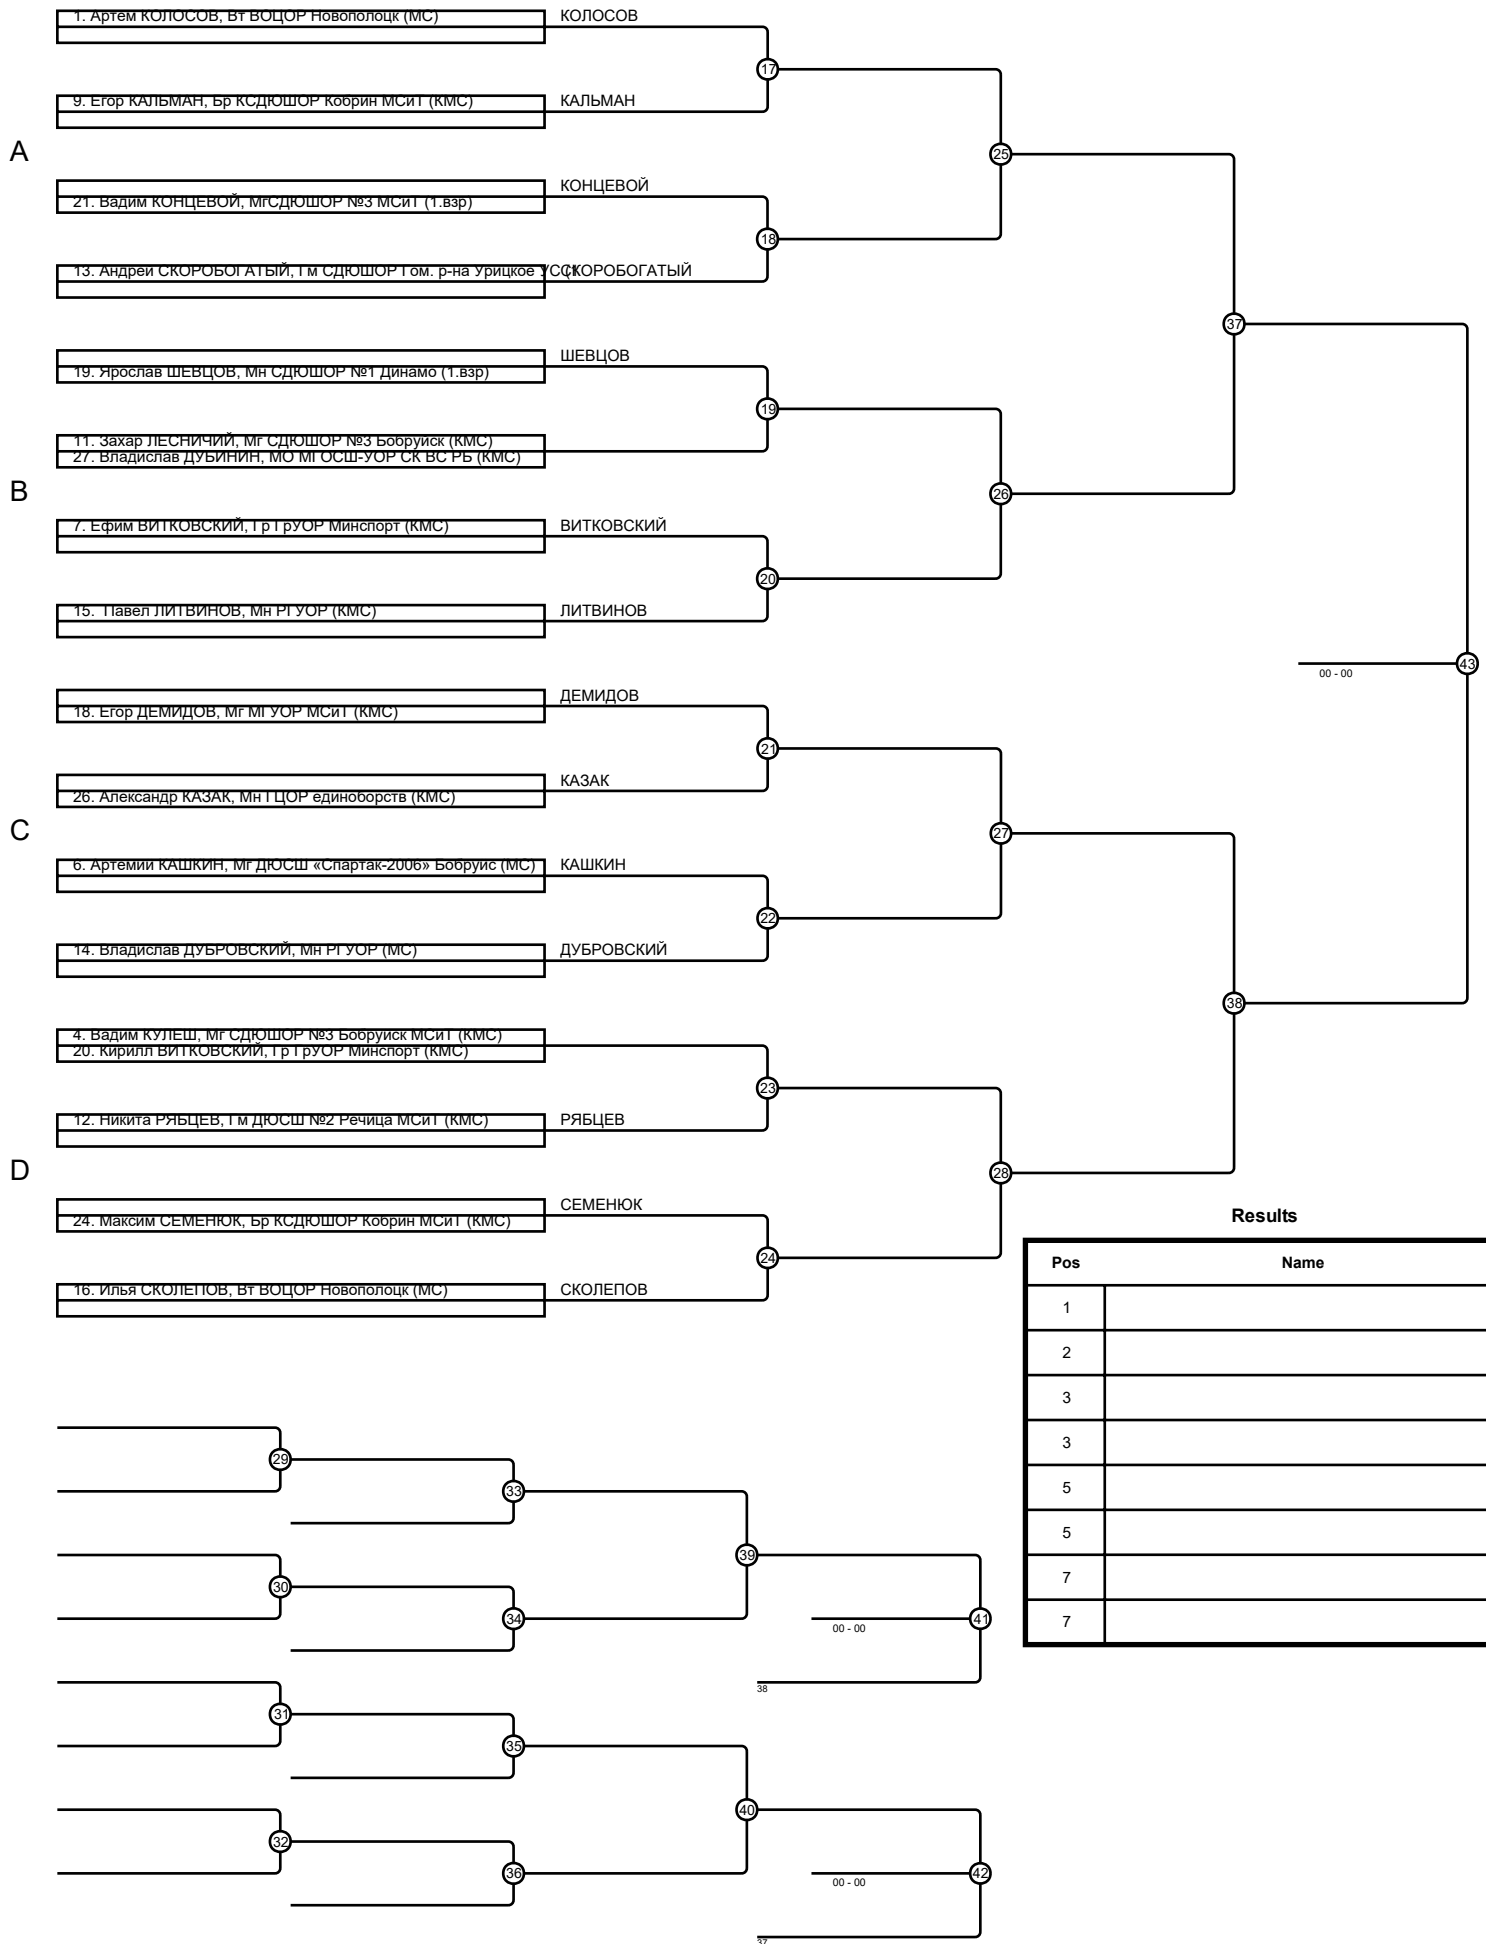 1. Артем КОЛОСОВ, Вт ВОЦОР Новополоцк (МС)
КОЛОСОВ
17
9. Егор КАЛЬМАН, Бр КСДЮШОР Кобрин МСиТ (КМС)
КАЛЬМАН
A
25
КОНЦЕВОЙ
21. Вадим КОНЦЕВОЙ, МгСДЮШОР №3 МСиТ (1.взр)
18
13. Андрей СКОРОБОГАТЫЙ, Гм СДЮШОР Гом. р-на Урицкое УССК
СКОРОБОГАТЫЙ
37
ШЕВЦОВ
19. Ярослав ШЕВЦОВ, Мн СДЮШОР №1 Динамо (1.взр)
19
11. Захар ЛЕСНИЧИЙ, Мг СДЮШОР №3 Бобруйск (КМС)
27. Владислав ДУБИНИН, МО МГОСШ-УОР СК ВС РБ (КМС)
B
26
7. Ефим ВИТКОВСКИЙ, Гр ГрУОР Минспорт (КМС)
ВИТКОВСКИЙ
20
15. Павел ЛИТВИНОВ, Мн РГУОР (КМС)
ЛИТВИНОВ
43
00 - 00
ДЕМИДОВ
18. Егор ДЕМИДОВ, Мг МГУОР МСиТ (КМС)
21
КАЗАК
26. Александр КАЗАК, Мн ГЦОР единоборств (КМС)
C
27
6. Артемий КАШКИН, Мг ДЮСШ «Спартак-2006» Бобруйс (МС)
КАШКИН
22
14. Владислав ДУБРОВСКИЙ, Мн РГУОР (МС)
ДУБРОВСКИЙ
38
4. Вадим КУЛЕШ, Мг СДЮШОР №3 Бобруйск МСиТ (КМС)
20. Кирилл ВИТКОВСКИЙ, Гр ГрУОР Минспорт (КМС)
23
12. Никита РЯБЦЕВ, Гм ДЮСШ №2 Речица МСиТ (КМС)
РЯБЦЕВ
D
28
СЕМЕНЮК
24. Максим СЕМЕНЮК, Бр КСДЮШОР Кобрин МСиТ (КМС)
24
16. Илья СКОЛЕПОВ, Вт ВОЦОР Новополоцк (МС)
СКОЛЕПОВ
Results
Pos Name
1
2
3
3
5
5
7
7
29
33
39
30
34
41
00 - 00
38
31
35
40
32
36
42
00 - 00
37